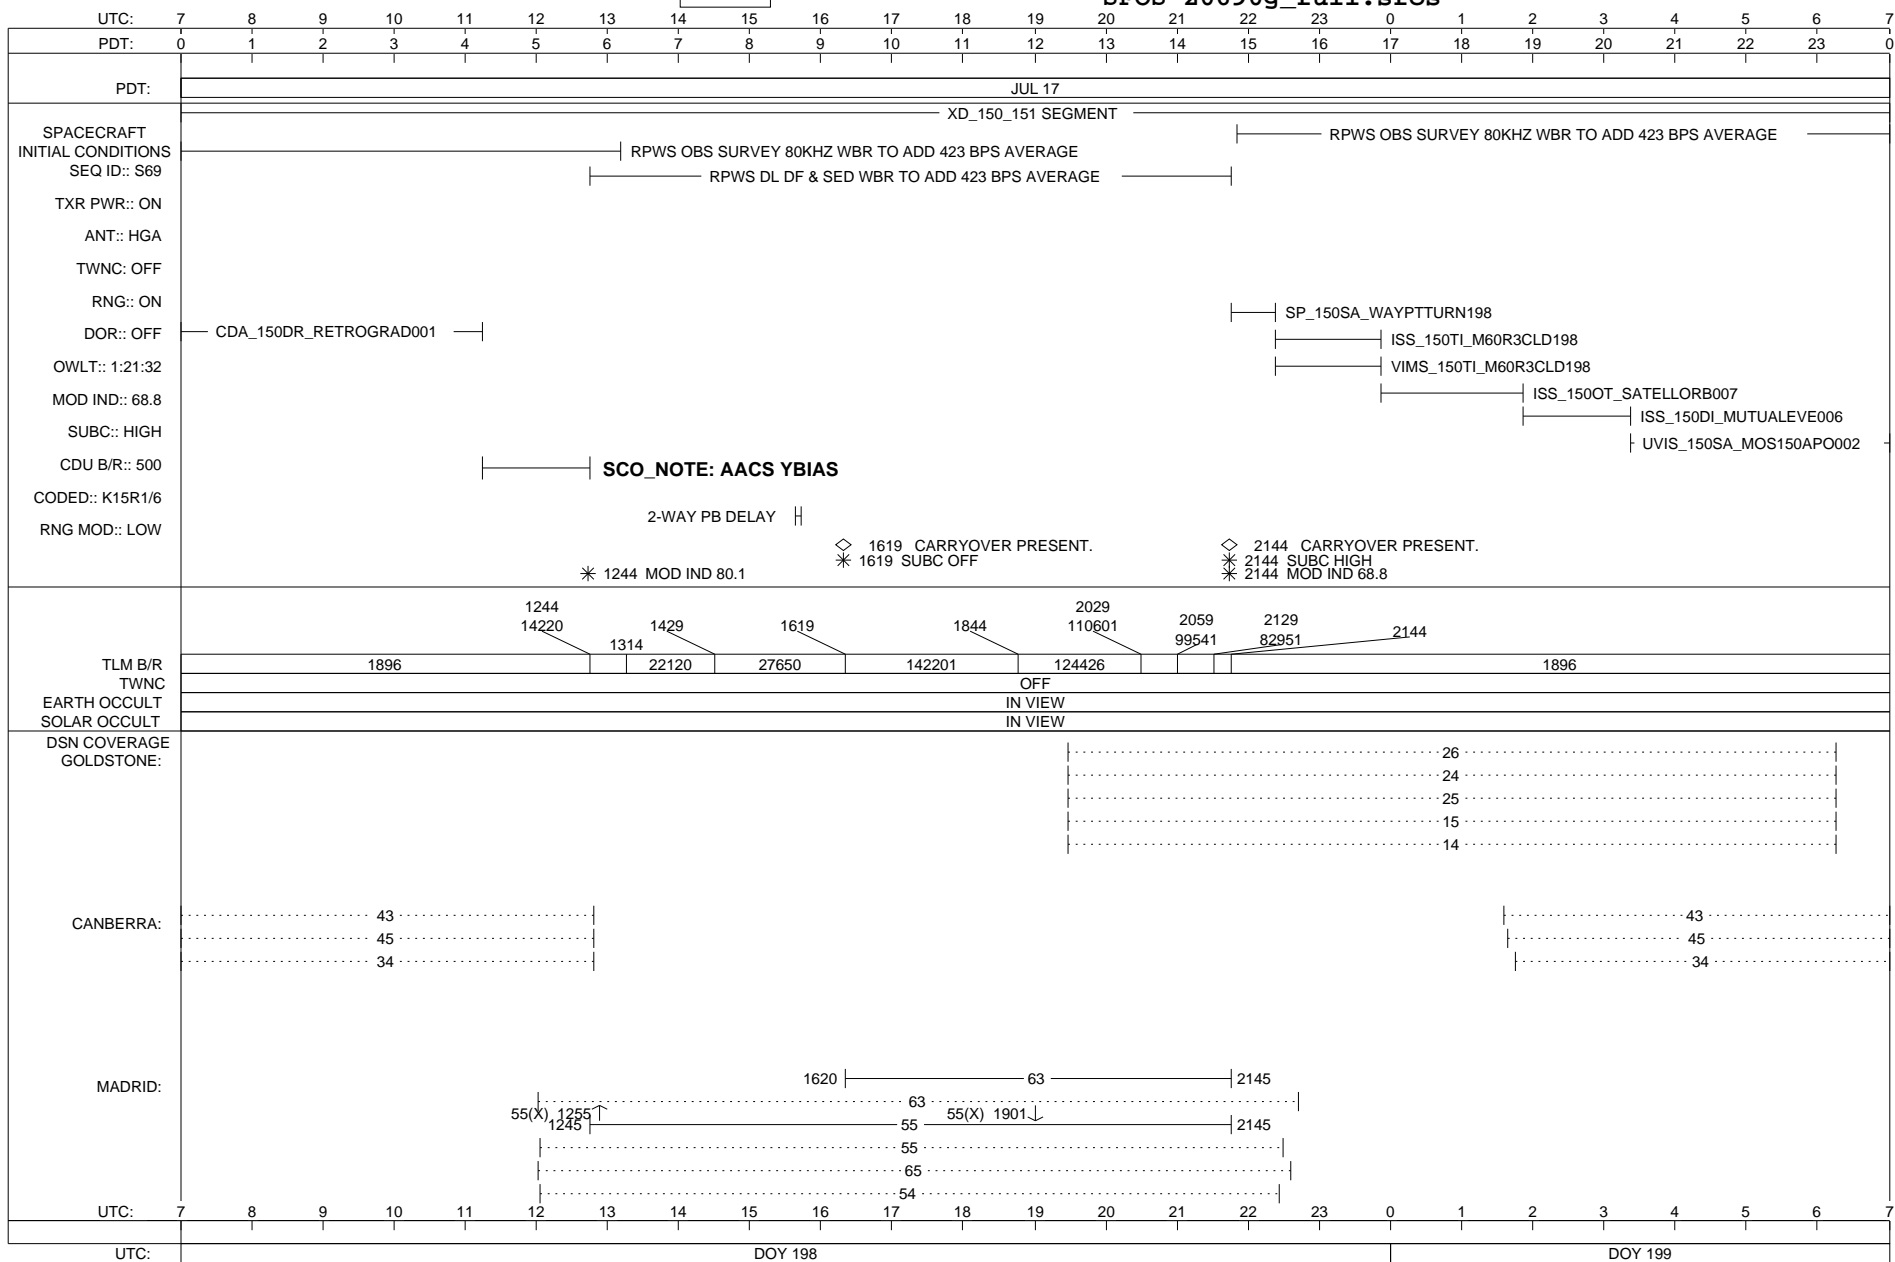 UTC: 7 8 9 10 11 12 13 14 15 16 17 18 19 20 21 22 23 0 1 2 3 4 5 6 7
PDT: 0 1 2 3 4 5 6 7 8 9 10 11 12 13 14 15 16 17 18 19 20 21 22 23 0
PDT: JUL 17
XD_150_151 SEGMENT
SPACECRAFT
RPWS OBS SURVEY 80KHZ WBR TO ADD 423 BPS AVERAGE
INITIAL CONDITIONS
RPWS OBS SURVEY 80KHZ WBR TO ADD 423 BPS AVERAGE
SEQ ID:: S69
RPWS DL DF & SED WBR TO ADD 423 BPS AVERAGE
TXR PWR:: ON
ANT:: HGA
TWNC: OFF
RNG:: ON
SP_150SA_WAYPTTURN198
DOR:: OFF
CDA_150DR_RETROGRAD001
ISS_150TI_M60R3CLD198
OWLT:: 1:21:32
VIMS_150TI_M60R3CLD198
MOD IND:: 68.8
ISS_150OT_SATELLORB007
ISS_150DI_MUTUALEVE006
SUBC:: HIGH
UVIS_150SA_MOS150APO002
CDU B/R:: 500
SCO_NOTE: AACS YBIAS
CODED:: K15R1/6
2-WAY PB DELAY
RNG MOD:: LOW
1619 CARRYOVER PRESENT. 2144 CARRYOVER PRESENT.
1619 SUBC OFF 2144 SUBC HIGH
1244 MOD IND 80.1 2144 MOD IND 68.8
1244 2029
14220 1429 1619 1844 110601 2059 2129
1314 99541 82951 2144
TLM B/R 1896 22120 27650 142201 124426 1896
TWNC OFF
EARTH OCCULT IN VIEW
SOLAR OCCULT IN VIEW
DSN COVERAGE
GOLDSTONE: 26
24
25
15
14
CANBERRA: 43 43
45 45
34 34
MADRID: 1620 63 2145
63
55(X) 1255 55(X) 1901
1245 55 2145
55
65
54
UTC: 7 8 9 10 11 12 13 14 15 16 17 18 19 20 21 22 23 0 1 2 3 4 5 6 7
UTC: DOY 198 DOY 199